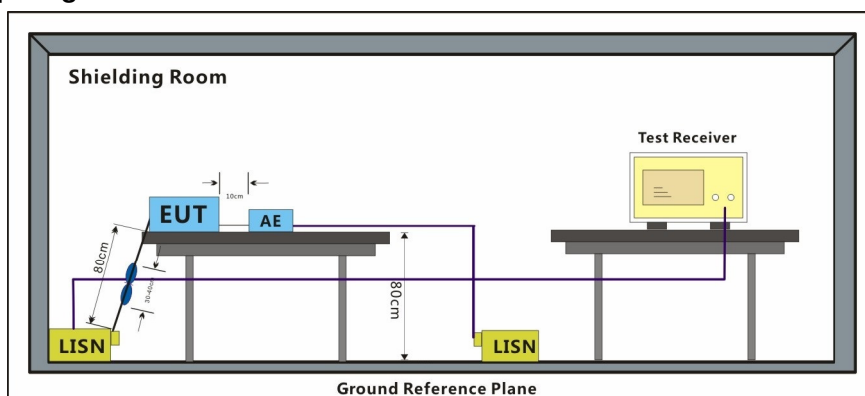 Shielding Room
Test Receiver
10cm
EUT
AE
80cm
30-40cm
80cm
LISN
LISN
Ground Reference Plane